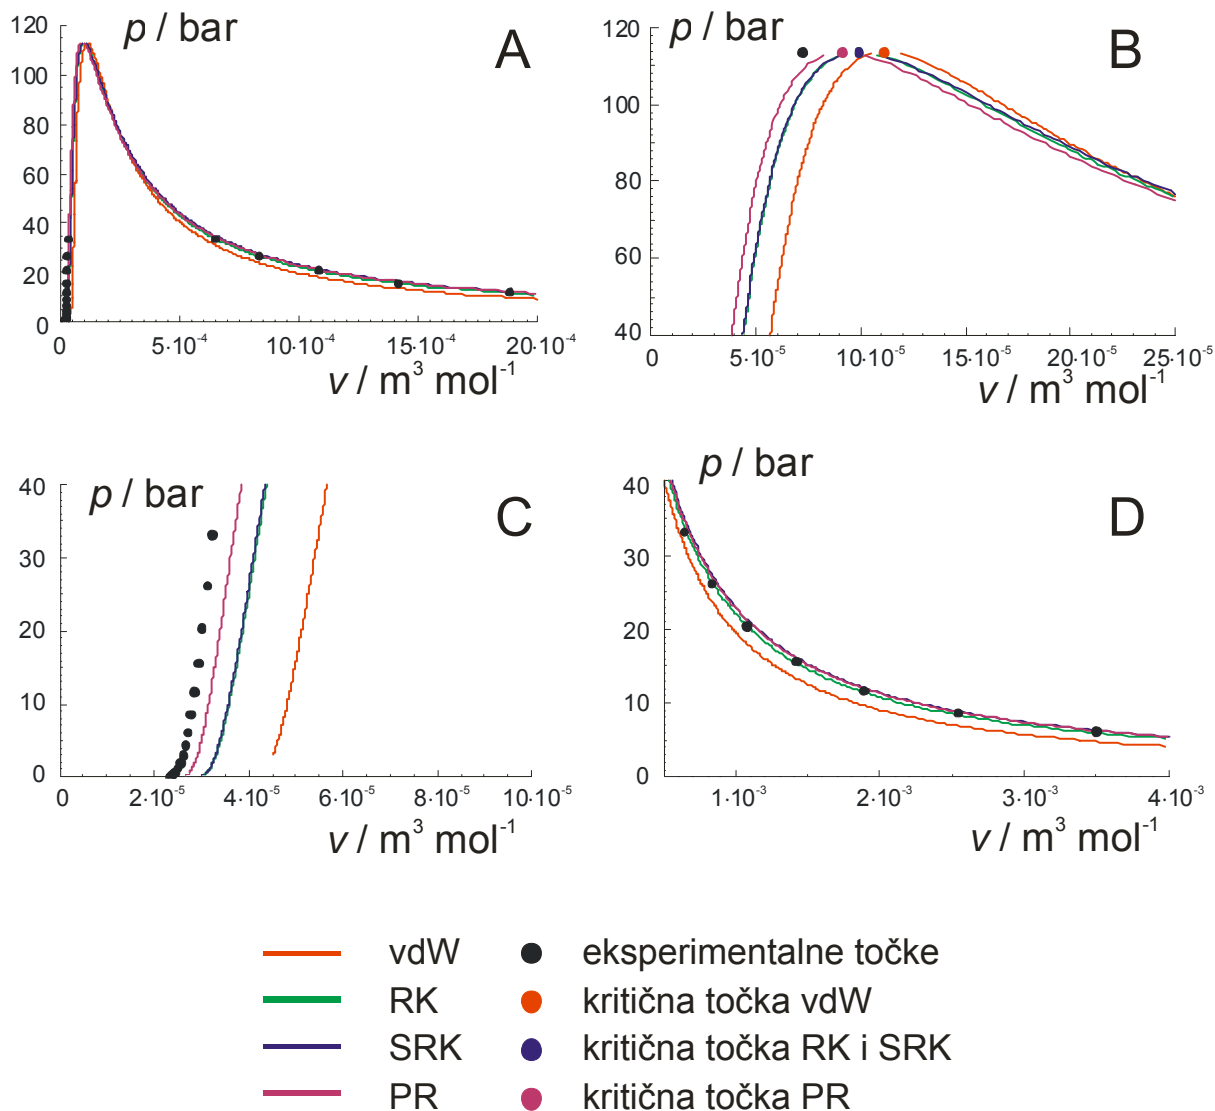 p / bar
A
120
100
80
60
40
20
0
0 5·10⁻⁴ 10·10⁻⁴ 15·10⁻⁴ 20·10⁻⁴
v / m³ mol⁻¹
p / bar
B
120
100
80
60
40
0 5·10⁻⁵ 10·10⁻⁵ 15·10⁻⁵ 20·10⁻⁵ 25·10⁻⁵
v / m³ mol⁻¹
p / bar
C
40
30
20
10
0
0 2·10⁻⁵ 4·10⁻⁵ 6·10⁻⁵ 8·10⁻⁵ 10·10⁻⁵
v / m³ mol⁻¹
p / bar
D
40
30
20
10
0
1·10⁻³ 2·10⁻³ 3·10⁻³ 4·10⁻³
v / m³ mol⁻¹
vdW eksperimentalne točke
RK kritična točka vdW
SRK kritična točka RK i SRK
PR kritična točka PR